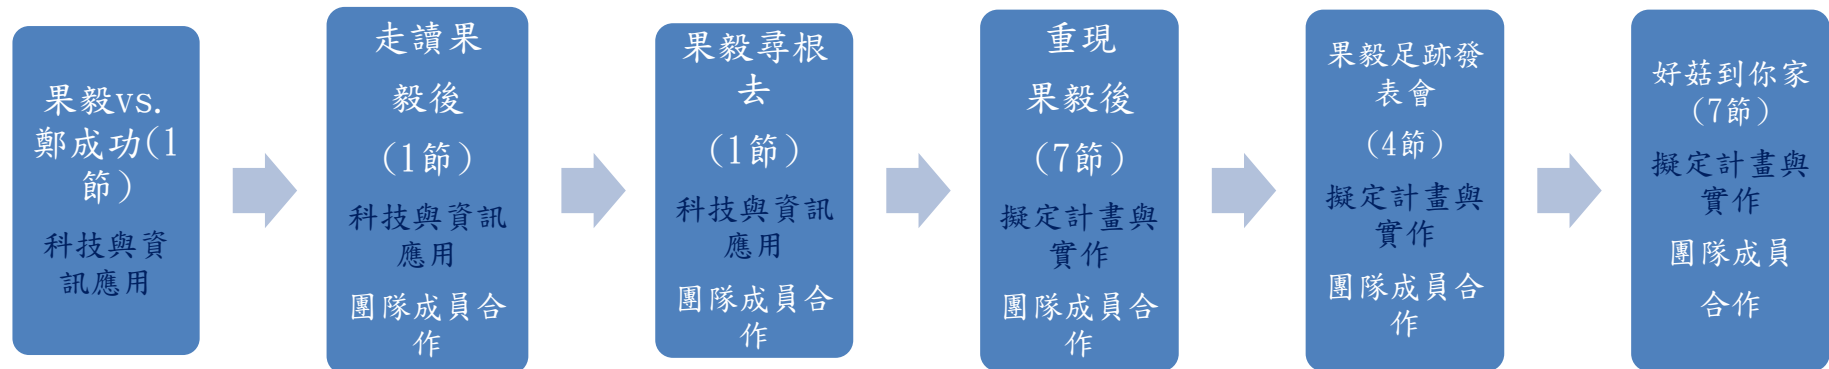 果毅vs.
鄭成功(1
節)
科技與資
訊應用
走讀果
毅後
(1節)
科技與資訊
應用
團隊成員合
作
果毅尋根
去
(1節)
科技與資訊
應用
團隊成員合
作
重現
果毅後
(7節)
擬定計畫與
實作
團隊成員合
作
果毅足跡發
表會
(4節)
擬定計畫與
實作
團隊成員合
作
好菇到你家
(7節)
擬定計畫與
實作
團隊成員
合作